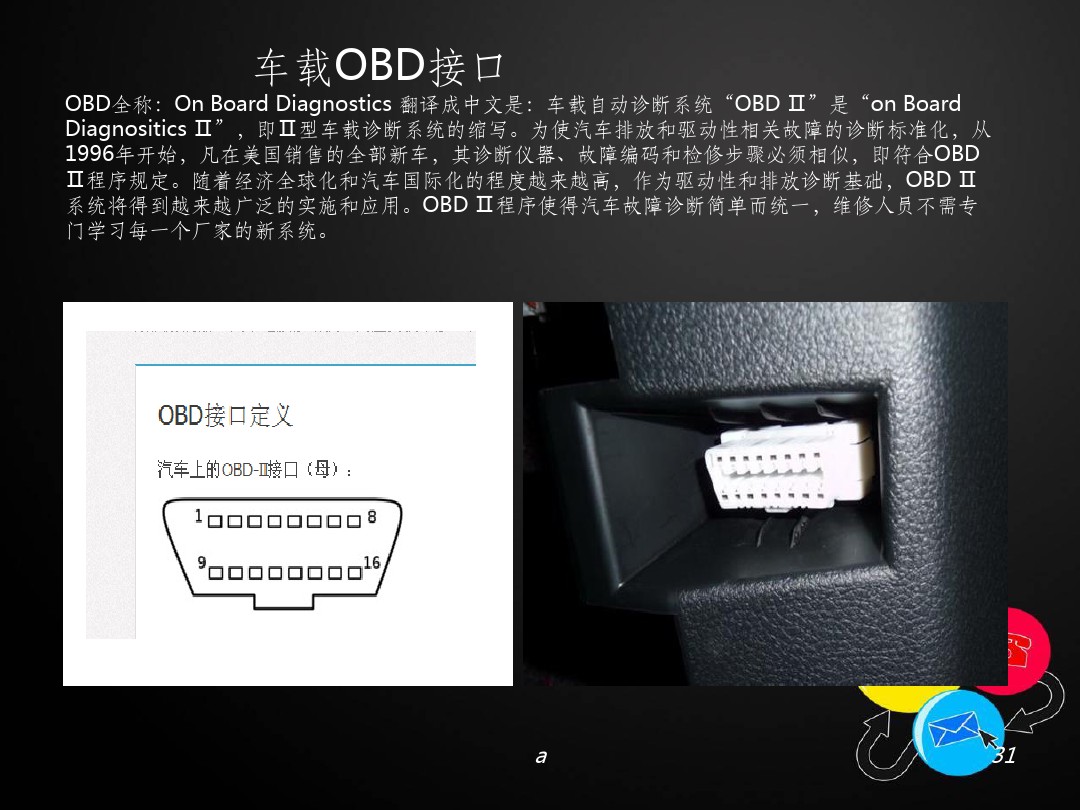 车载OBD接口
OBD全称：On Board Diagnostics 翻译成中文是：车载自动诊断系统“OBD Ⅱ”是“on Board
Diagnositics Ⅱ”，即Ⅱ型车载诊断系统的缩写。为使汽车排放和驱动性相关故障的诊断标准化，从
1996年开始，凡在美国销售的全部新车，其诊断仪器、故障编码和检修步骤必须相似，即符合OBD
Ⅱ程序规定。随着经济全球化和汽车国际化的程度越来越高，作为驱动性和排放诊断基础，OBD Ⅱ
系统将得到越来越广泛的实施和应用。OBD Ⅱ程序使得汽车故障诊断简单而统一，维修人员不需专
门学习每一个厂家的新系统。
OBD接口定义
汽车上的OBD-II接口（母）：
1 8
9 16
a
31